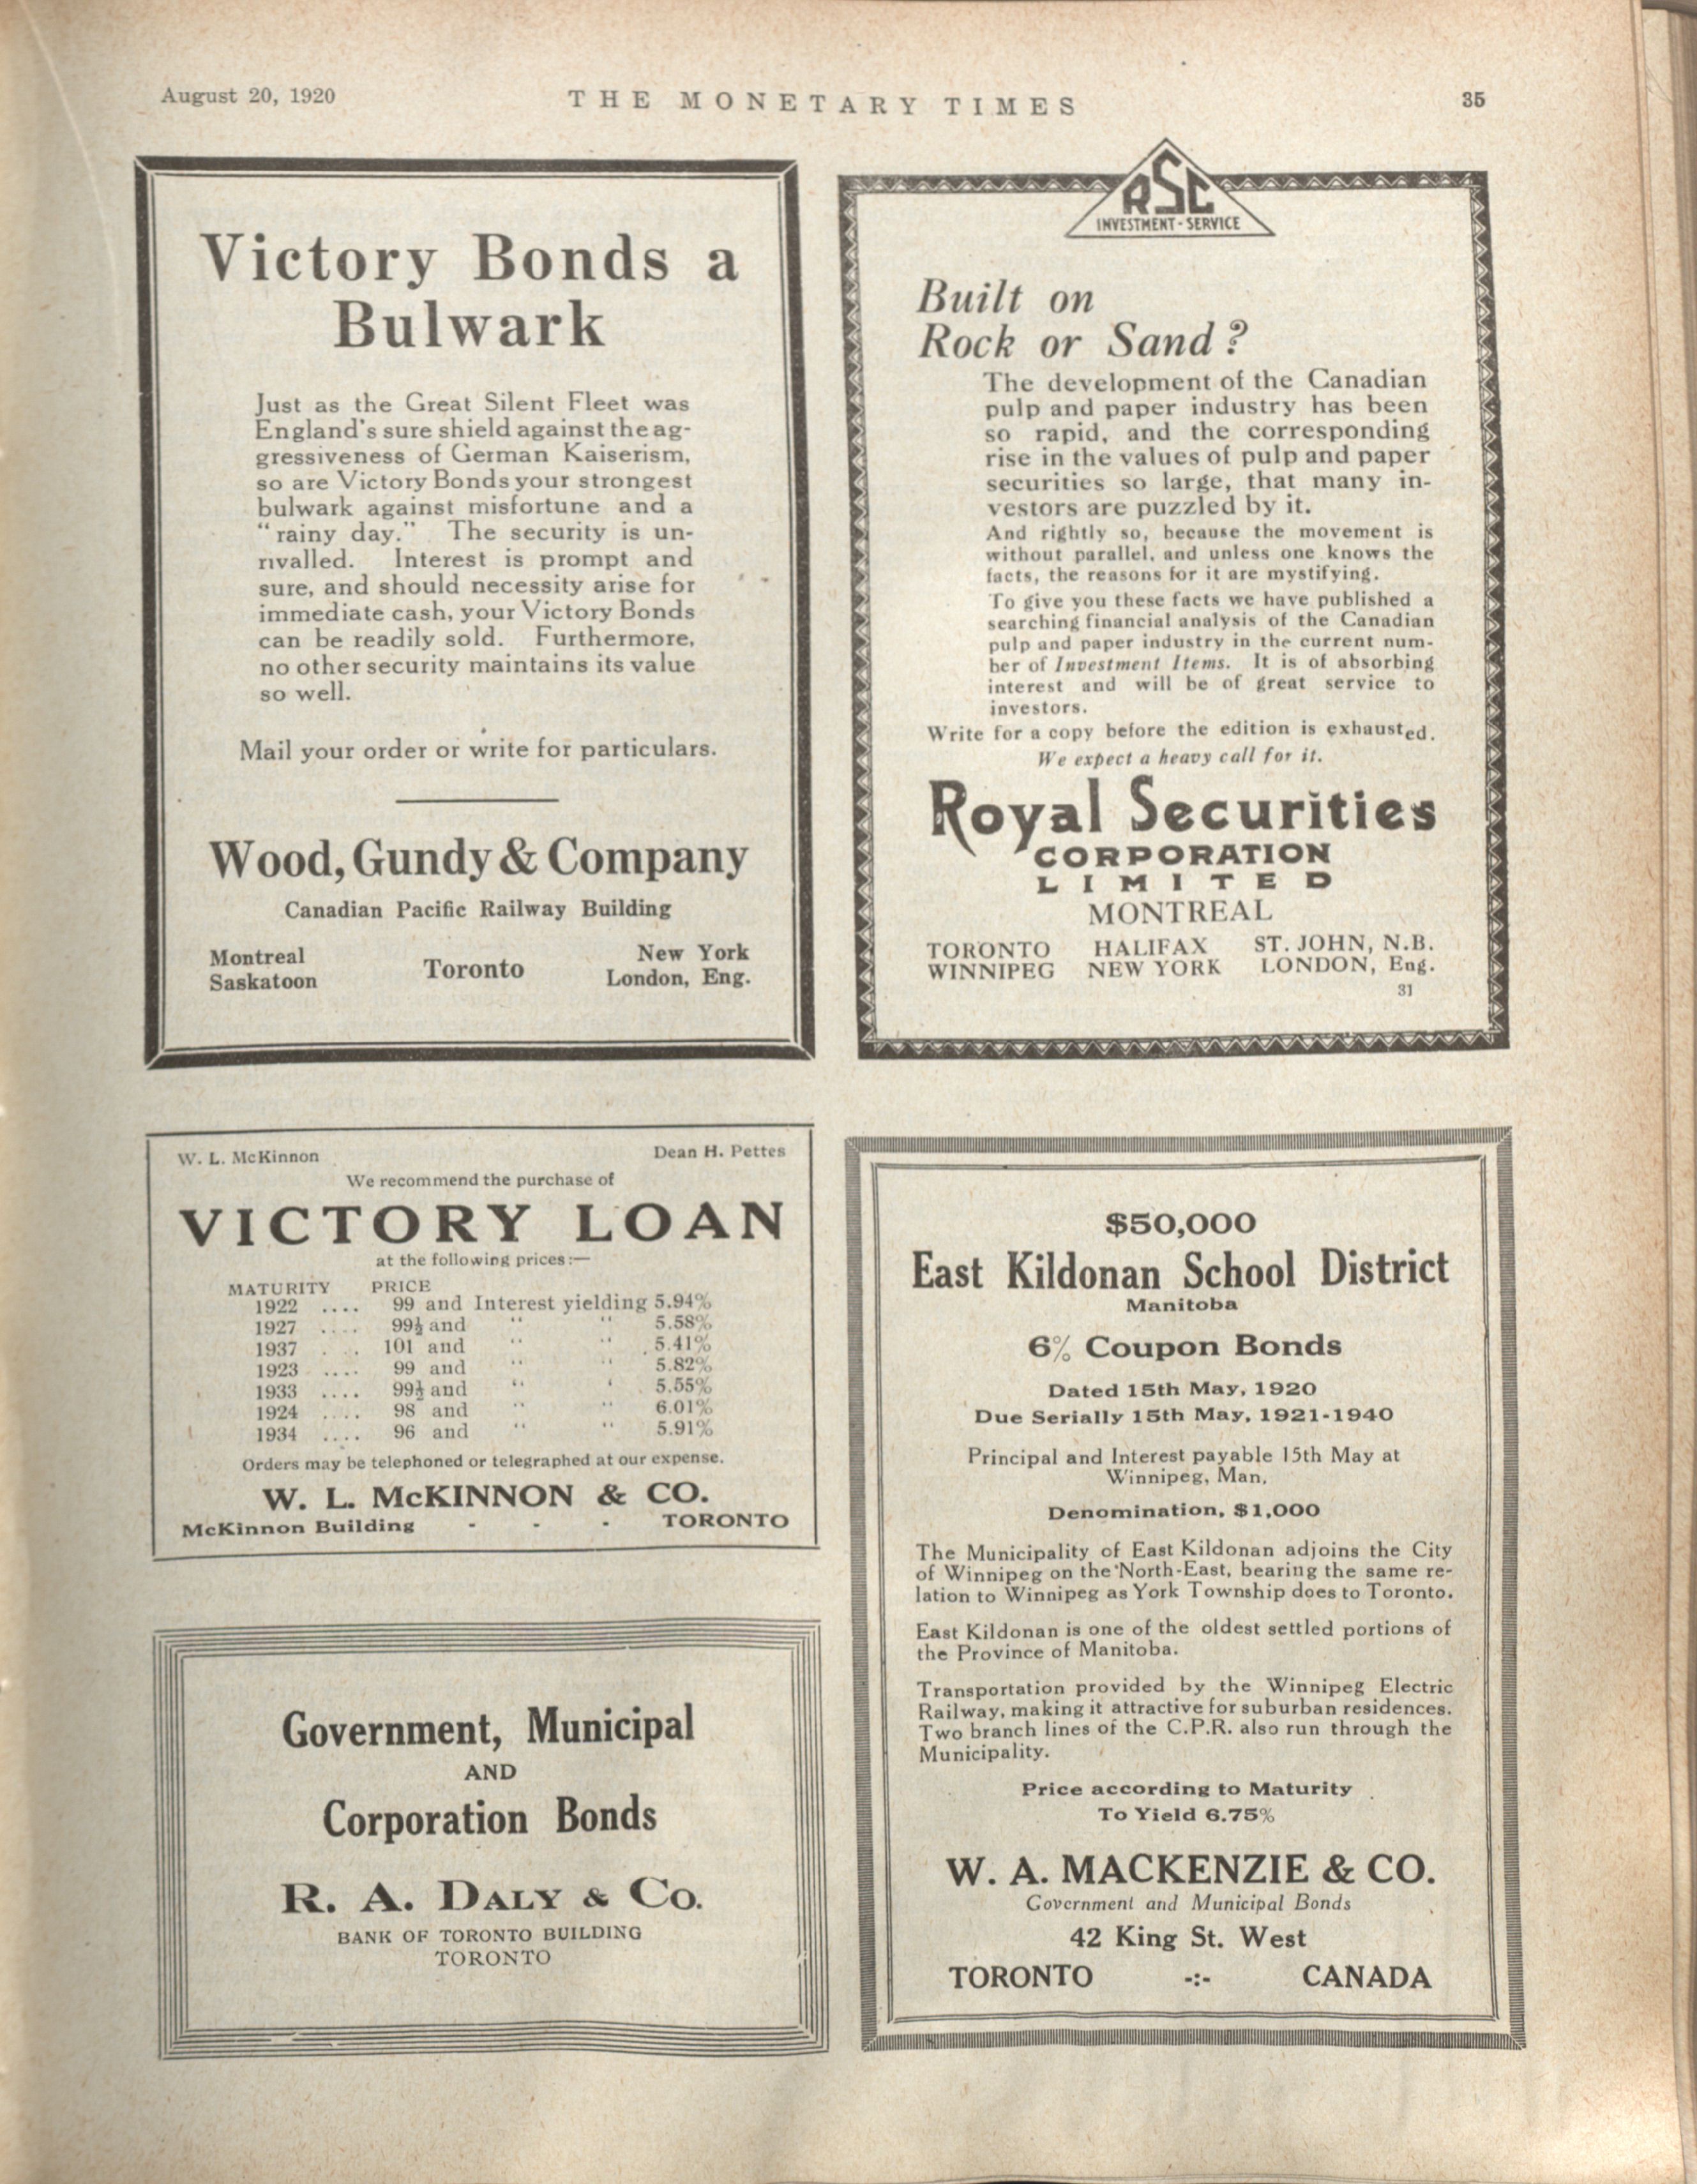 August 20, 1920
THE MONETARY TIMES
35
Victory Bonds a
Bulwark
Just as the Great Silent Fleet was
England's sure shield against the ag-
gressiveness of German Kaiserism,
so are Victory Bonds your strongest
bulwark against misfortune and a
"rainy day." The security is un-
rivalled. Interest is prompt and
sure, and should necessity arise for
immediate cash, your Victory Bonds
can be readily sold. Furthermore,
no other security maintains its value
so well.
Mail your order or write for particulars.
Wood, Gundy & Company
Canadian Pacific Railway Building
Montreal
Saskatoon
Toronto
New York
London, Eng.
RSC
INVESTMENT-SERVICE
Built on
Rock or Sand?
The development of the Canadian
pulp and paper industry has been
so rapid, and the corresponding
rise in the values of pulp and paper
securities so large, that many in-
vestors are puzzled by it.
And rightly so, because the movement is
without parallel, and unless one knows the
facts, the reasons for it are mystifying.
To give you these facts we have published a
searching financial analysis of the Canadian
pulp and paper industry in the current num-
ber of Investment Items. It is of absorbing
interest and will be of great service to
investors.
Write for a copy before the edition is exhausted.
We expect a heavy call for it.
Royal Securities
CORPORATION
LIMITED
MONTREAL
TORONTO HALIFAX ST. JOHN, N.B.
WINNIPEG NEW YORK LONDON, Eng.
31
W. L. McKinnon Dean H. Pettes
We recommend the purchase of
VICTORY LOAN
at the following prices:—
MATURITY PRICE
1922 .... 99 and Interest yielding 5.94%
1927 .... 99½ and " " 5.58%
1937 . .. 101 and " " 5.41%
1923 .... 99 and " " 5.82%
1933 .... 99½ and " " 5.55%
1924 .... 98 and " " 6.01%
1934 .... 96 and " " 5.91%
Orders may be telephoned or telegraphed at our expense.
W. L. McKINNON & CO.
McKinnon Building - - - TORONTO
Government, Municipal
AND
Corporation Bonds
R. A. DALY & CO.
BANK OF TORONTO BUILDING
TORONTO
$50,000
East Kildonan School District
Manitoba
6% Coupon Bonds
Dated 15th May, 1920
Due Serially 15th May, 1921-1940
Principal and Interest payable 15th May at
Winnipeg, Man.
Denomination, $1,000
The Municipality of East Kildonan adjoins the City
of Winnipeg on the North-East, bearing the same re-
lation to Winnipeg as York Township does to Toronto.
East Kildonan is one of the oldest settled portions of
the Province of Manitoba.
Transportation provided by the Winnipeg Electric
Railway, making it attractive for suburban residences.
Two branch lines of the C.P.R. also run through the
Municipality.
Price according to Maturity
To Yield 6.75%
W. A. MACKENZIE & CO.
Government and Municipal Bonds
42 King St. West
TORONTO -:- CANADA